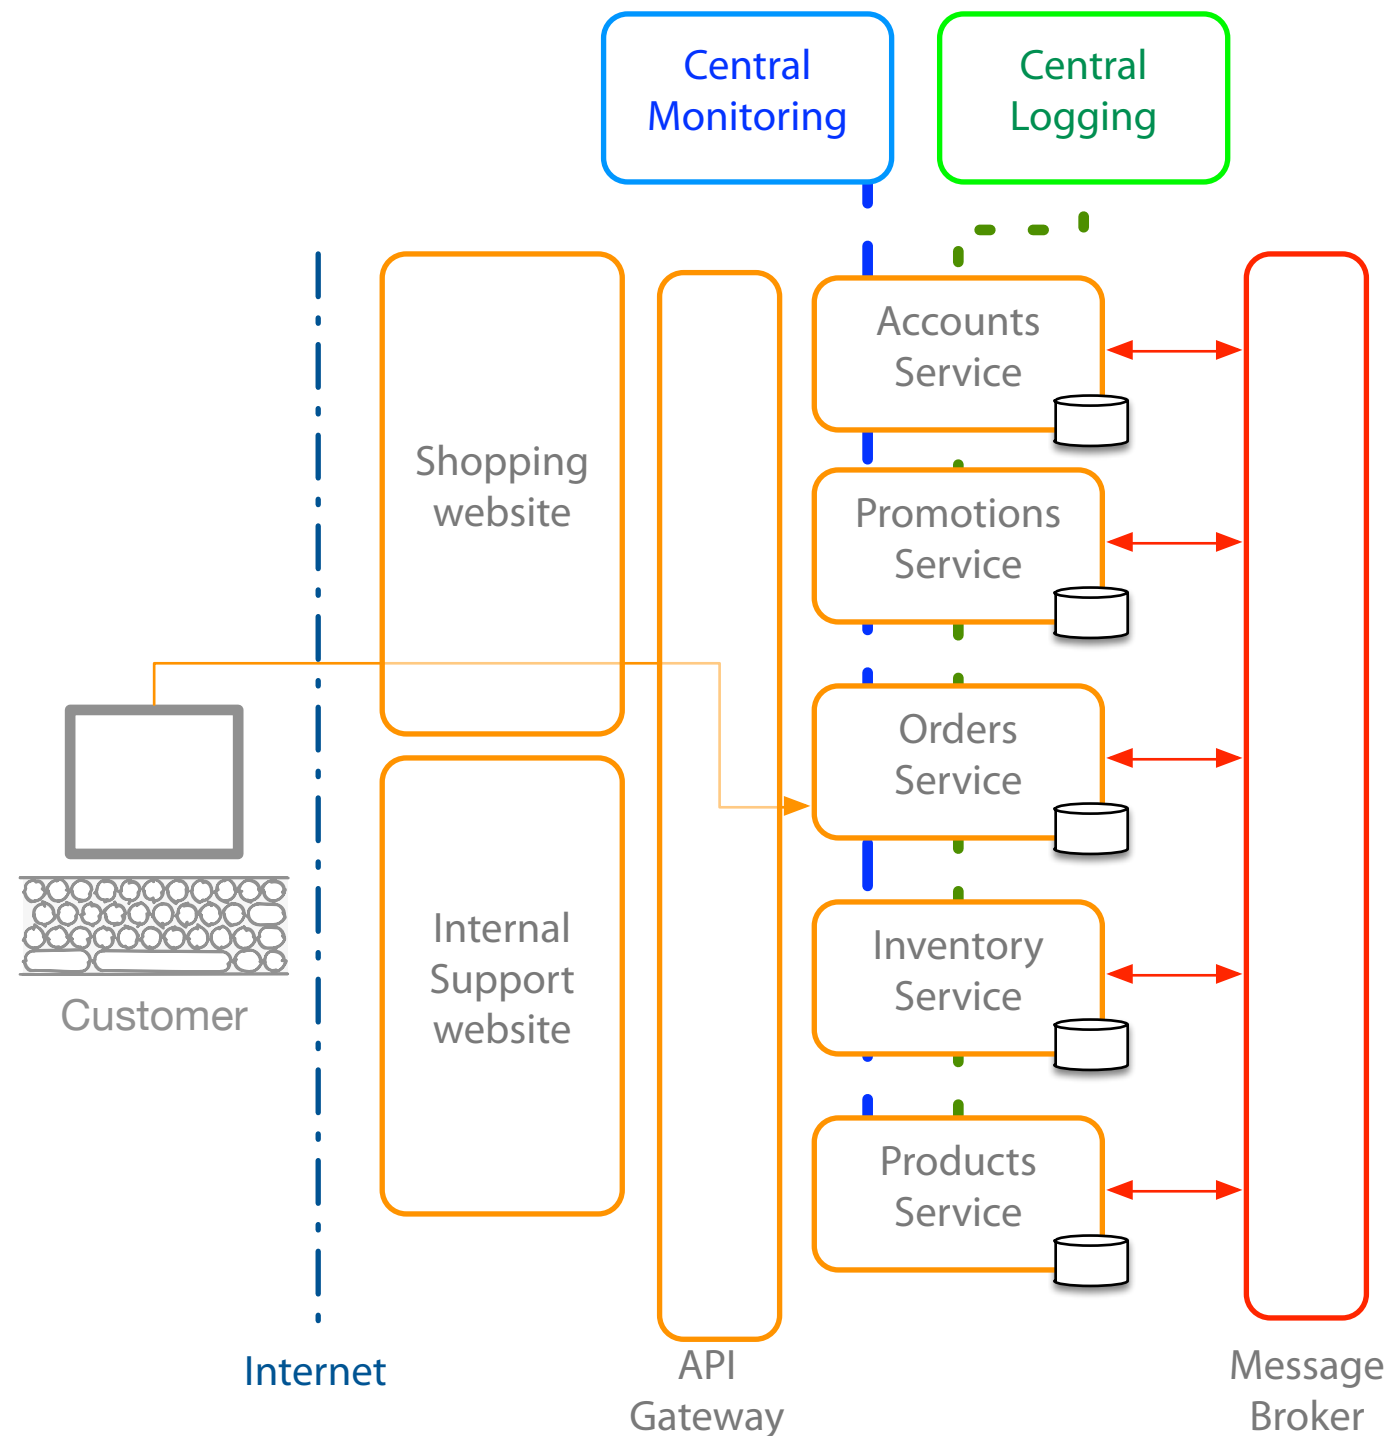 Central
Monitoring
Central
Logging
Accounts
Service
Shopping
website
Promotions
Service
Orders
Service
Internal
Support
website
Inventory
Service
Customer
Products
Service
Internet
API
Gateway
Message
Broker